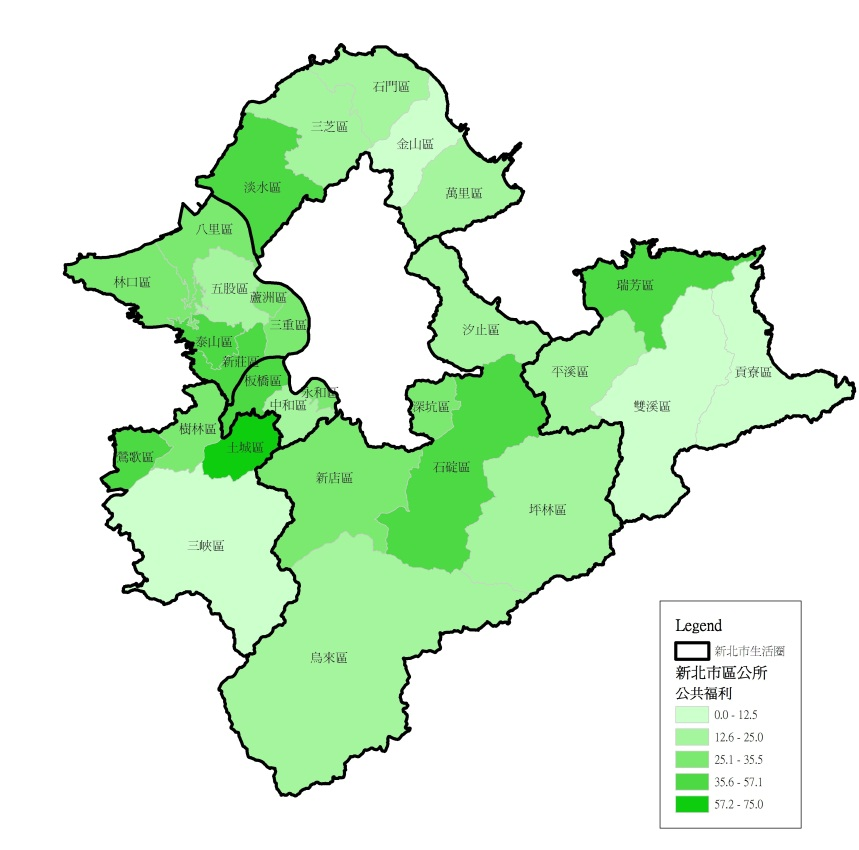 石門區
三芝區
金山區
淡水區
萬里區
八里區
林口區
瑞芳區
五股區
蘆洲區
三重區
汐止區
泰山區
新莊區
平溪區
貢寮區
板橋區
永和區
中和區
深坑區
雙溪區
樹林區
土城區
鶯歌區
石碇區
新店區
坪林區
三峽區
烏來區
Legend
新北市生活圈
新北市區公所
公共福利
0.0 - 12.5
12.6 - 25.0
25.1 - 35.5
35.6 - 57.1
57.2 - 75.0